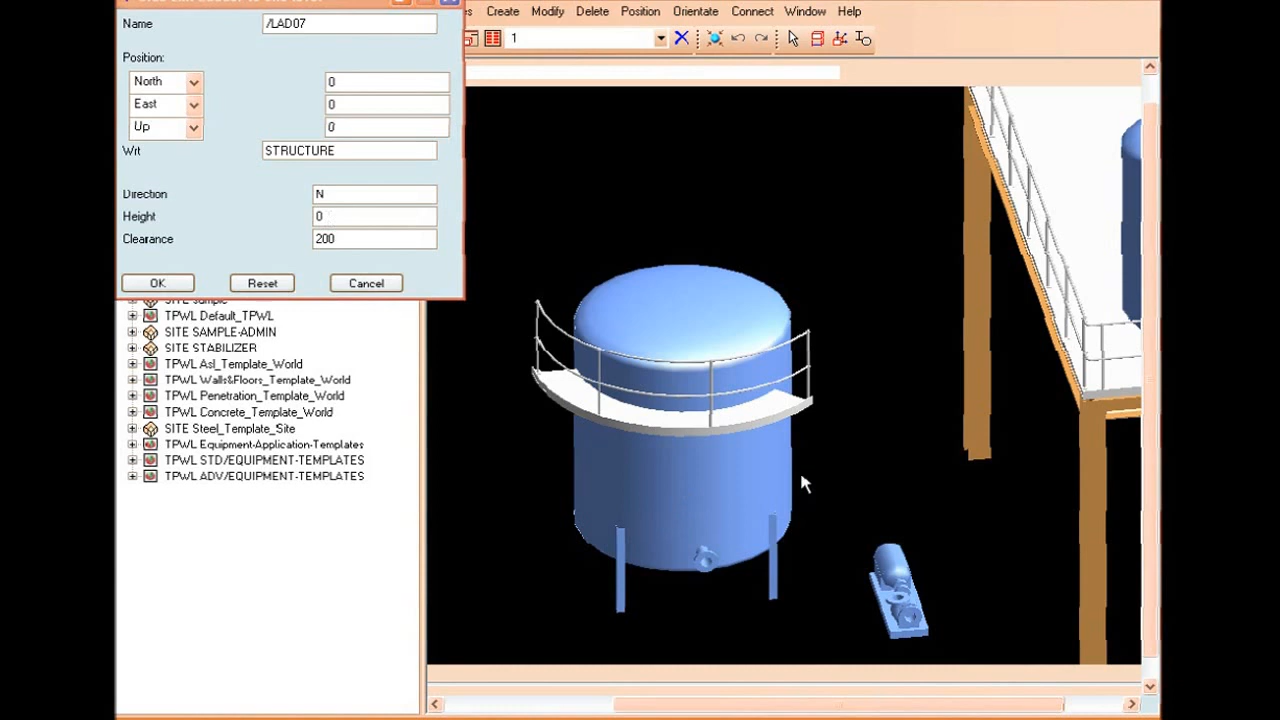 Name /LAD07
Create Modify Delete Position Orientate Connect Window Help
1
Position:
North 0
East 0
Up 0
Wrt STRUCTURE
Direction N
Height 0
Clearance 200
OK Reset Cancel
TPWL Default_TPWL
SITE SAMPLE-ADMIN
SITE STABILIZER
TPWL Asl_Template_World
TPWL Walls&Floors_Template_World
TPWL Penetration_Template_World
TPWL Concrete_Template_World
SITE Steel_Template_Site
TPWL Equipment-Application-Templates
TPWL STD/EQUIPMENT-TEMPLATES
TPWL ADV/EQUIPMENT-TEMPLATES